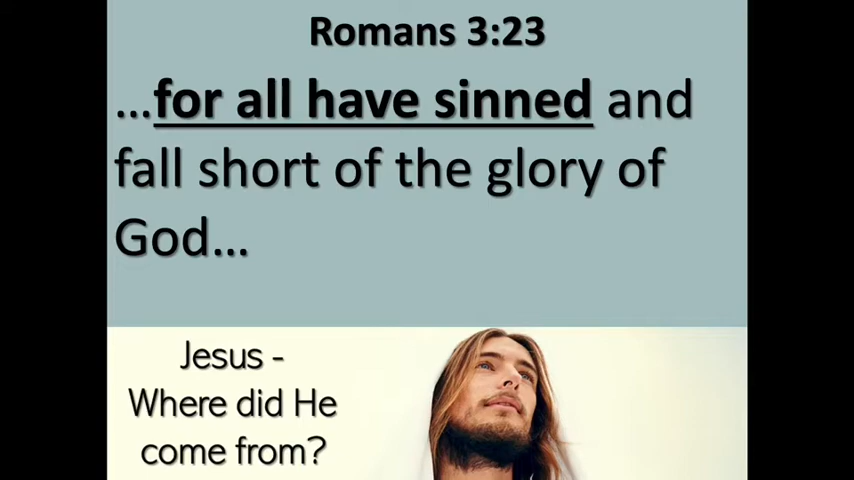 Romans 3:23
...for all have sinned and
fall short of the glory of
God...
Jesus -
Where did He
come from?